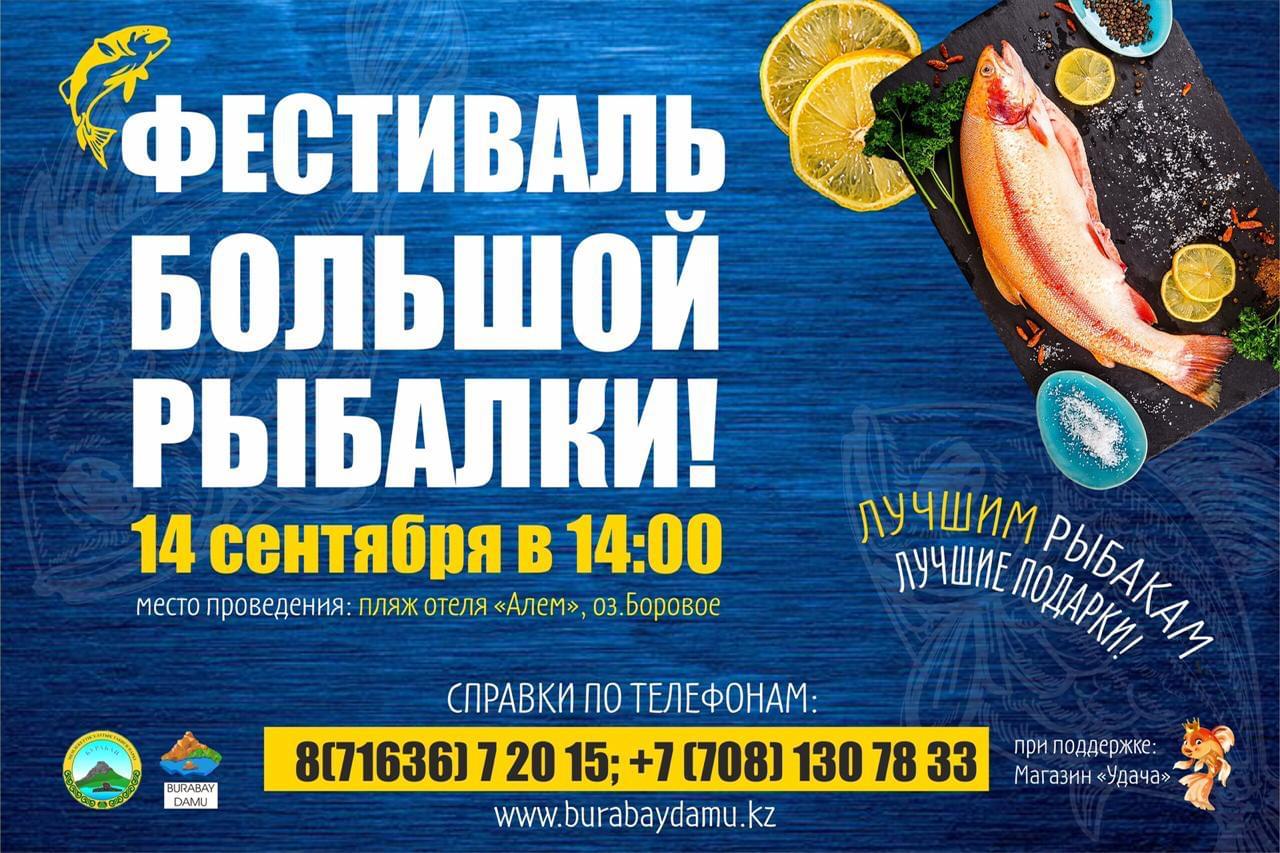 ФЕСТИВАЛЬ
БОЛЬШОЙ
РЫБАЛКИ!
14 сентября в 14:00
место проведения: пляж отеля «Алем», оз.Боровое
ЛУЧШИМ РЫБАКАМ
ЛУЧШИЕ ПОДАРКИ!
СПРАВКИ ПО ТЕЛЕФОНАМ:
8(71636) 7 20 15; +7 (708) 130 78 33
www.burabaydamu.kz
BURABAY
DAMU
при поддержке:
Магазин «Удача»